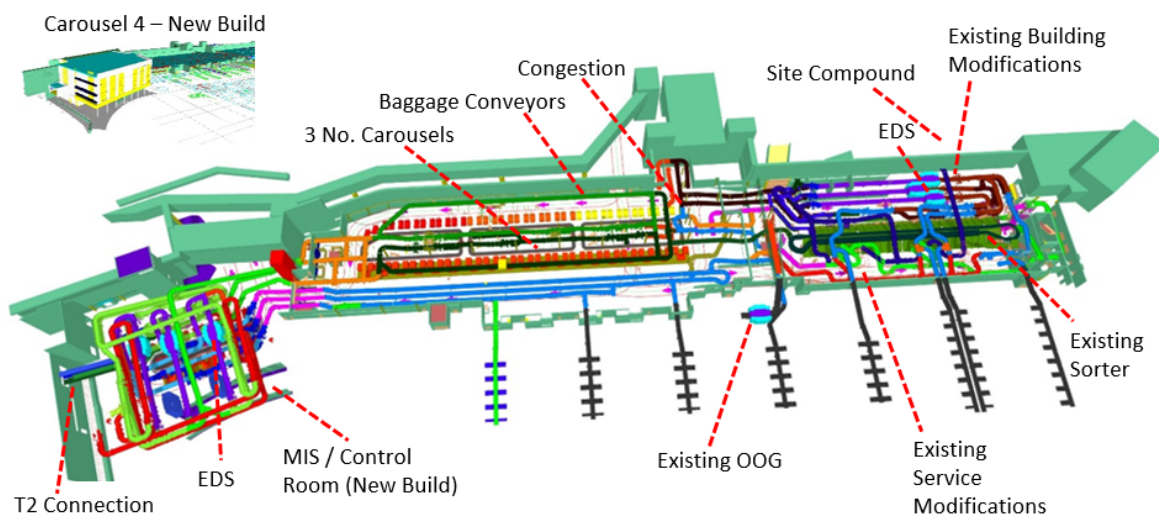 Carousel 4 – New Build
Congestion
Baggage Conveyors
3 No. Carousels
Existing Building
Modifications
Site Compound
EDS
Existing
Sorter
Existing
Service
Modifications
Existing OOG
MIS / Control
Room (New Build)
EDS
T2 Connection